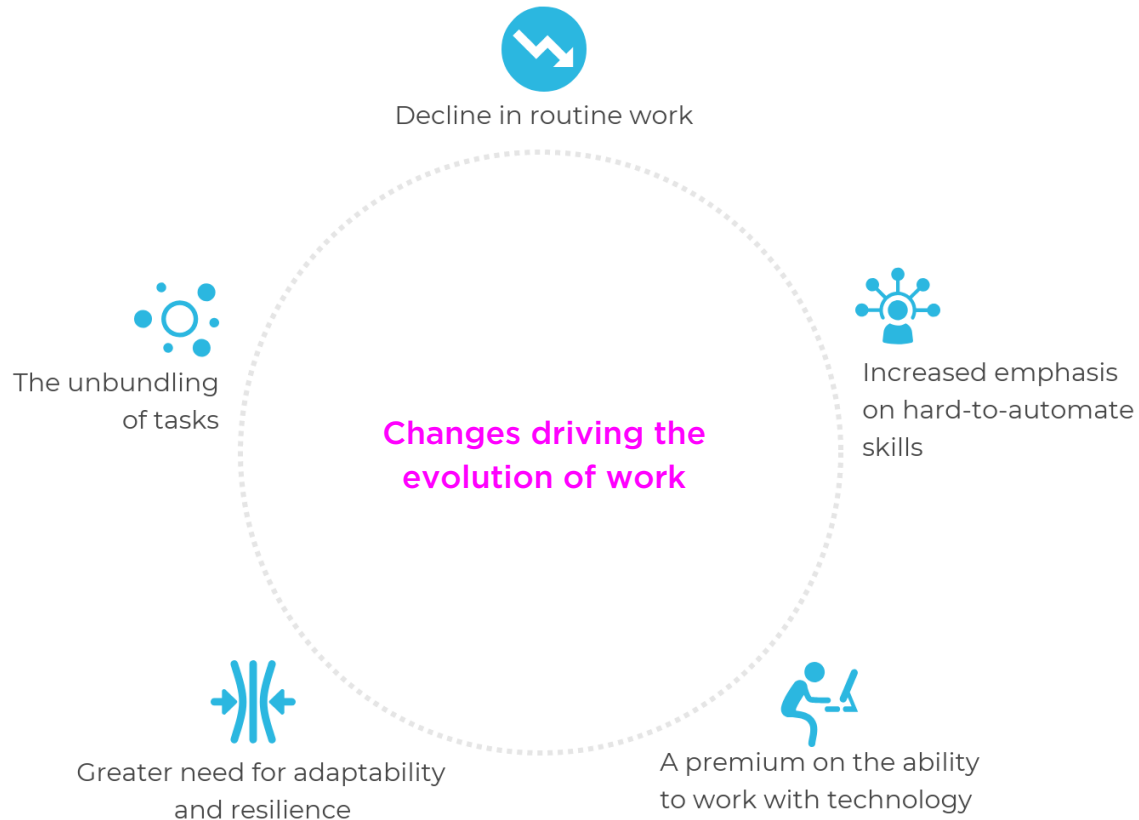 Decline in routine work
Increased emphasis
on hard-to-automate
skills
A premium on the ability
to work with technology
Greater need for adaptability
and resilience
The unbundling
of tasks
Changes driving the
evolution of work